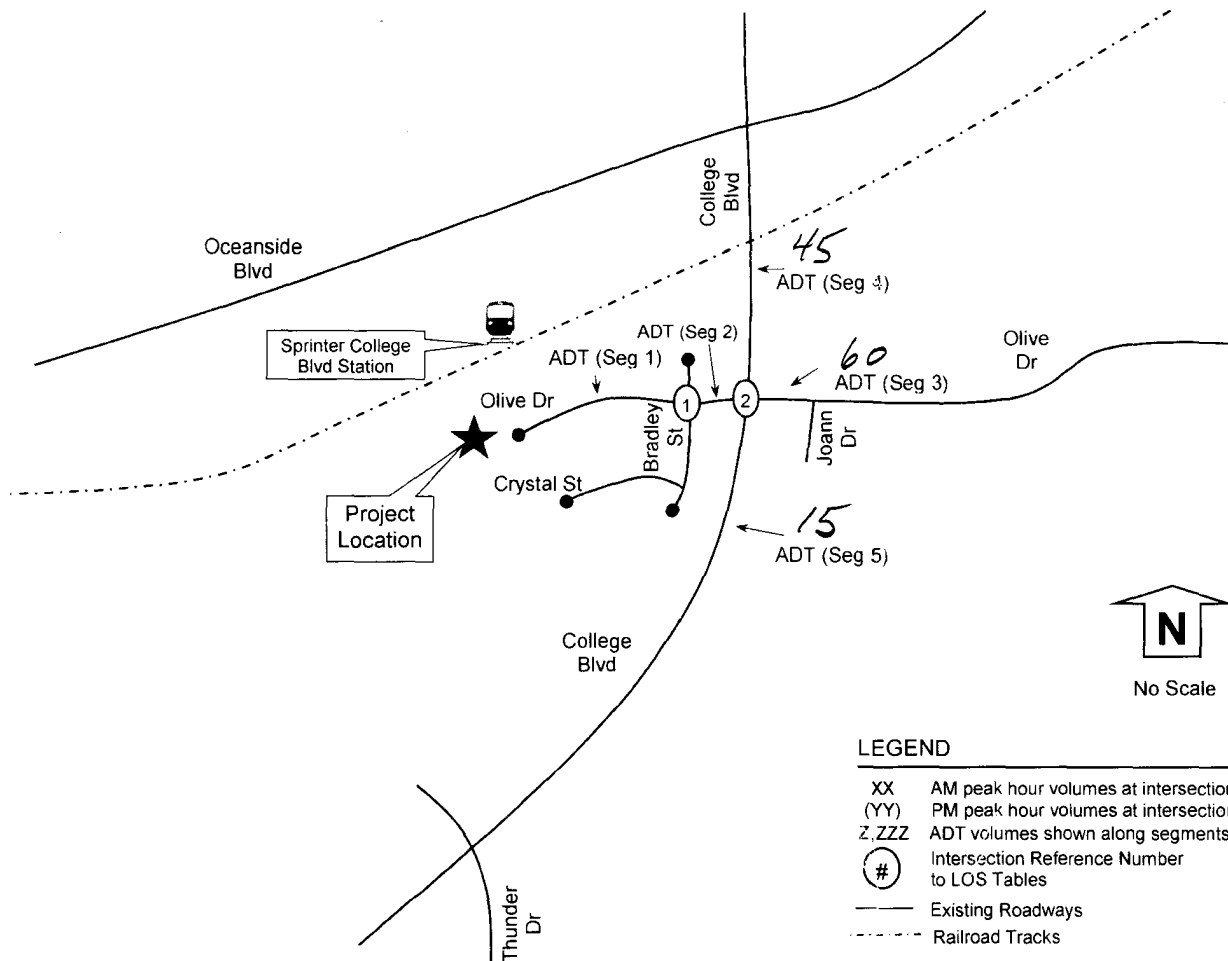 College
Blvd
Oceanside
Blvd
45
ADT (Seg 4)
Sprinter College
Blvd Station
ADT (Seg 2)
ADT (Seg 1)
60
ADT (Seg 3)
Olive
Dr
Olive Dr
1
2
Bradley
St
Joann
Dr
Crystal St
Project
Location
15
ADT (Seg 5)
College
Blvd
N
No Scale
LEGEND
XX AM peak hour volumes at intersection
(YY) PM peak hour volumes at intersection
Z,ZZZ ADT volumes shown along segments
# Intersection Reference Number
to LOS Tables
Existing Roadways
Railroad Tracks
Thunder
Dr